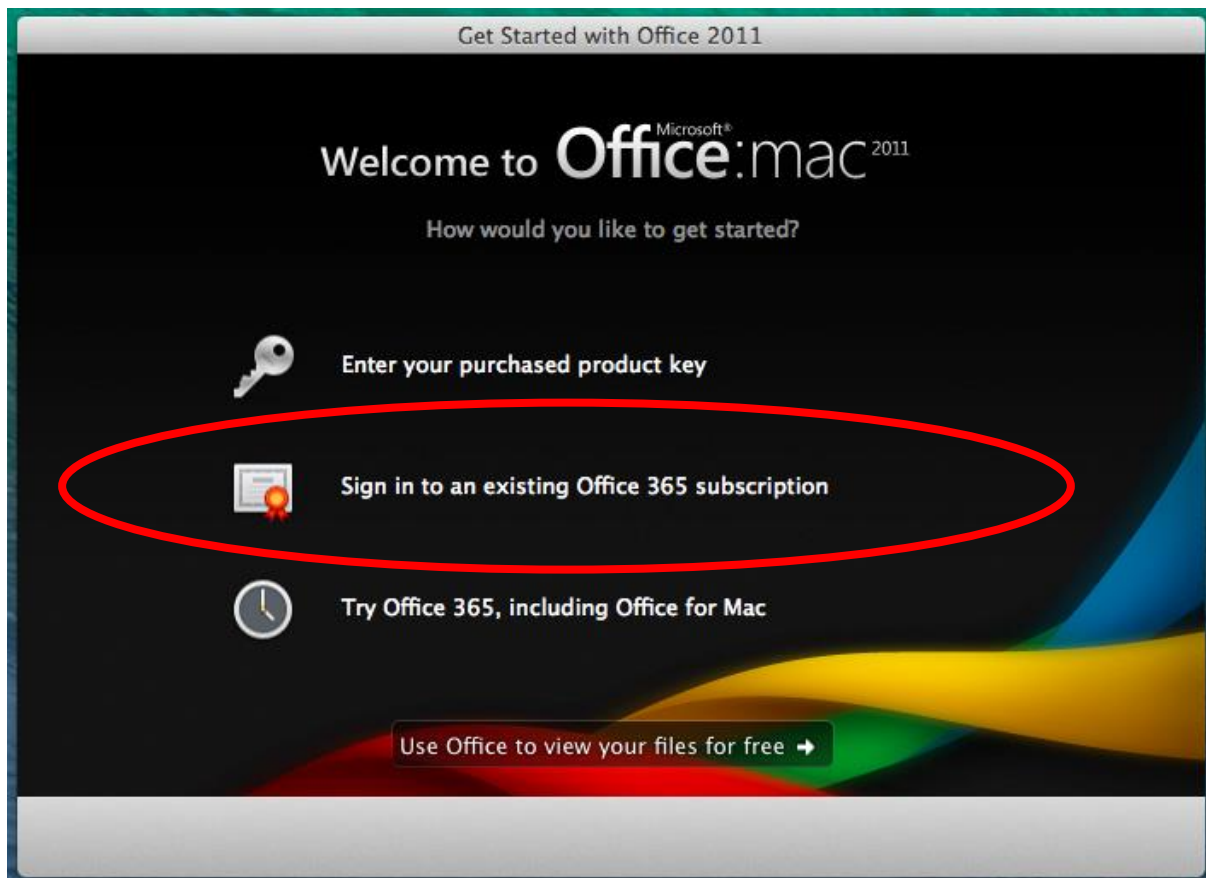 Get Started with Office 2011
Welcome to Microsoft® Office:mac 2011
How would you like to get started?
Enter your purchased product key
Sign in to an existing Office 365 subscription
Try Office 365, including Office for Mac
Use Office to view your files for free ➔